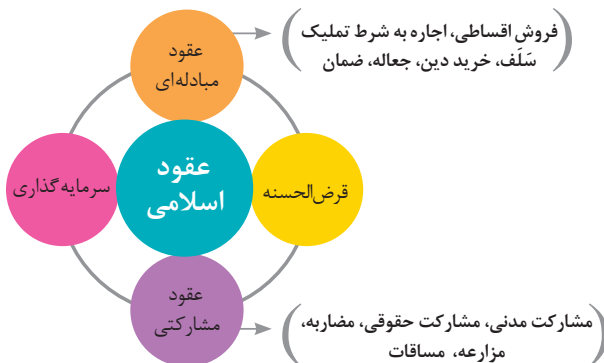 عقود
مبادله‌ای
(فروش اقساطی، اجاره به شرط تملیک
سَلَف، خرید دین، جعاله، ضمان)
عقود
اسلامی
قرض‌الحسنه
سرمایه‌گذاری
عقود
مشارکتی
(مشارکت مدنی، مشارکت حقوقی، مضاربه،
مزارعه، مساقات)